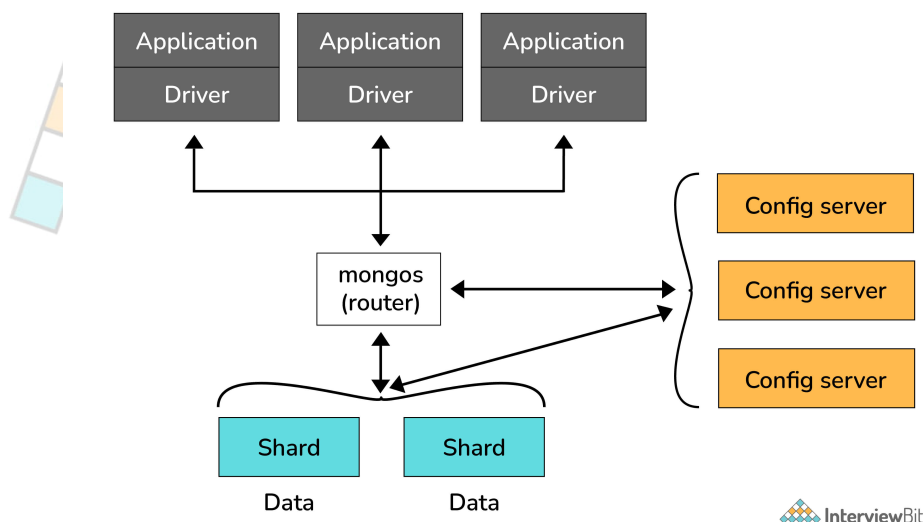 Application
Driver
Application
Driver
Application
Driver
mongos
(router)
Config server
Config server
Config server
Shard
Shard
Data
Data
InterviewBit